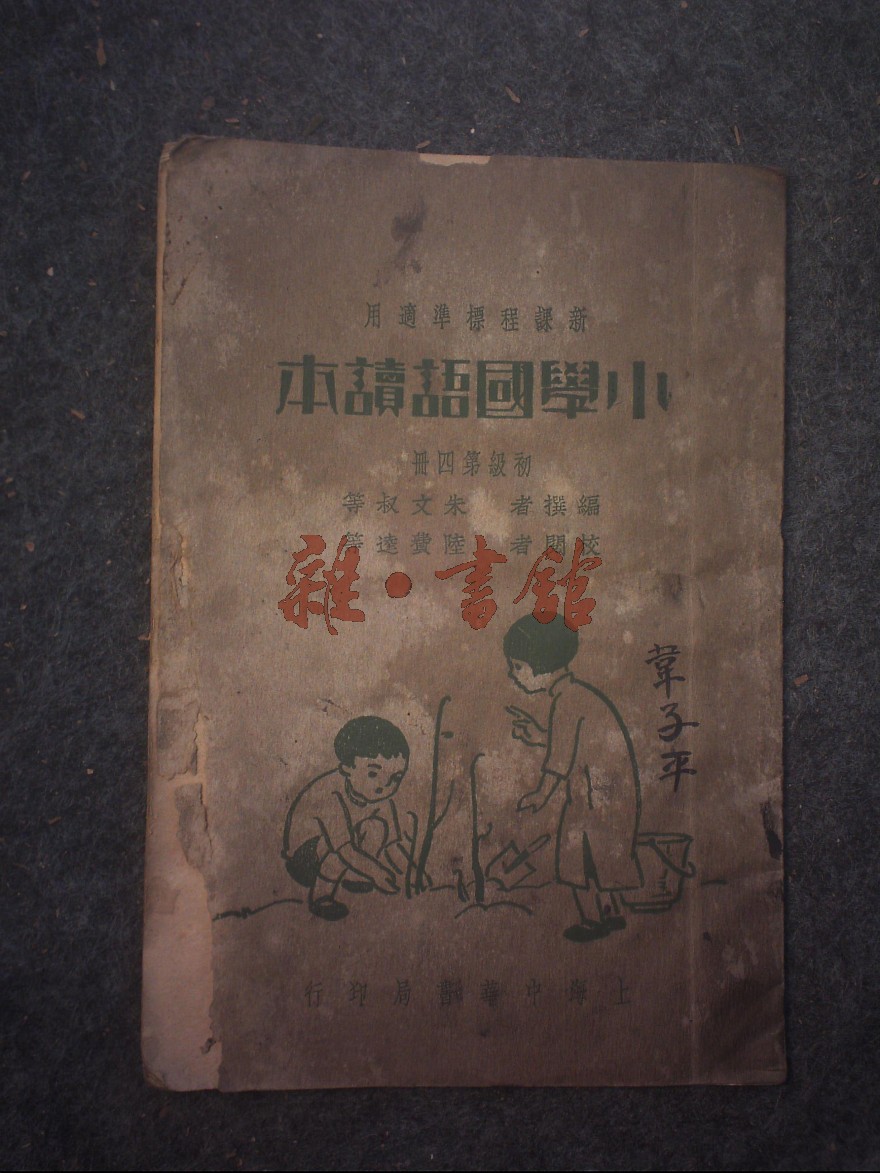 新課程標準適用
小學國語讀本
初級第四冊
編撰者 朱文叔等
校閱者 陸費逵等
雜·書館
韋子平
上海中華書局印行